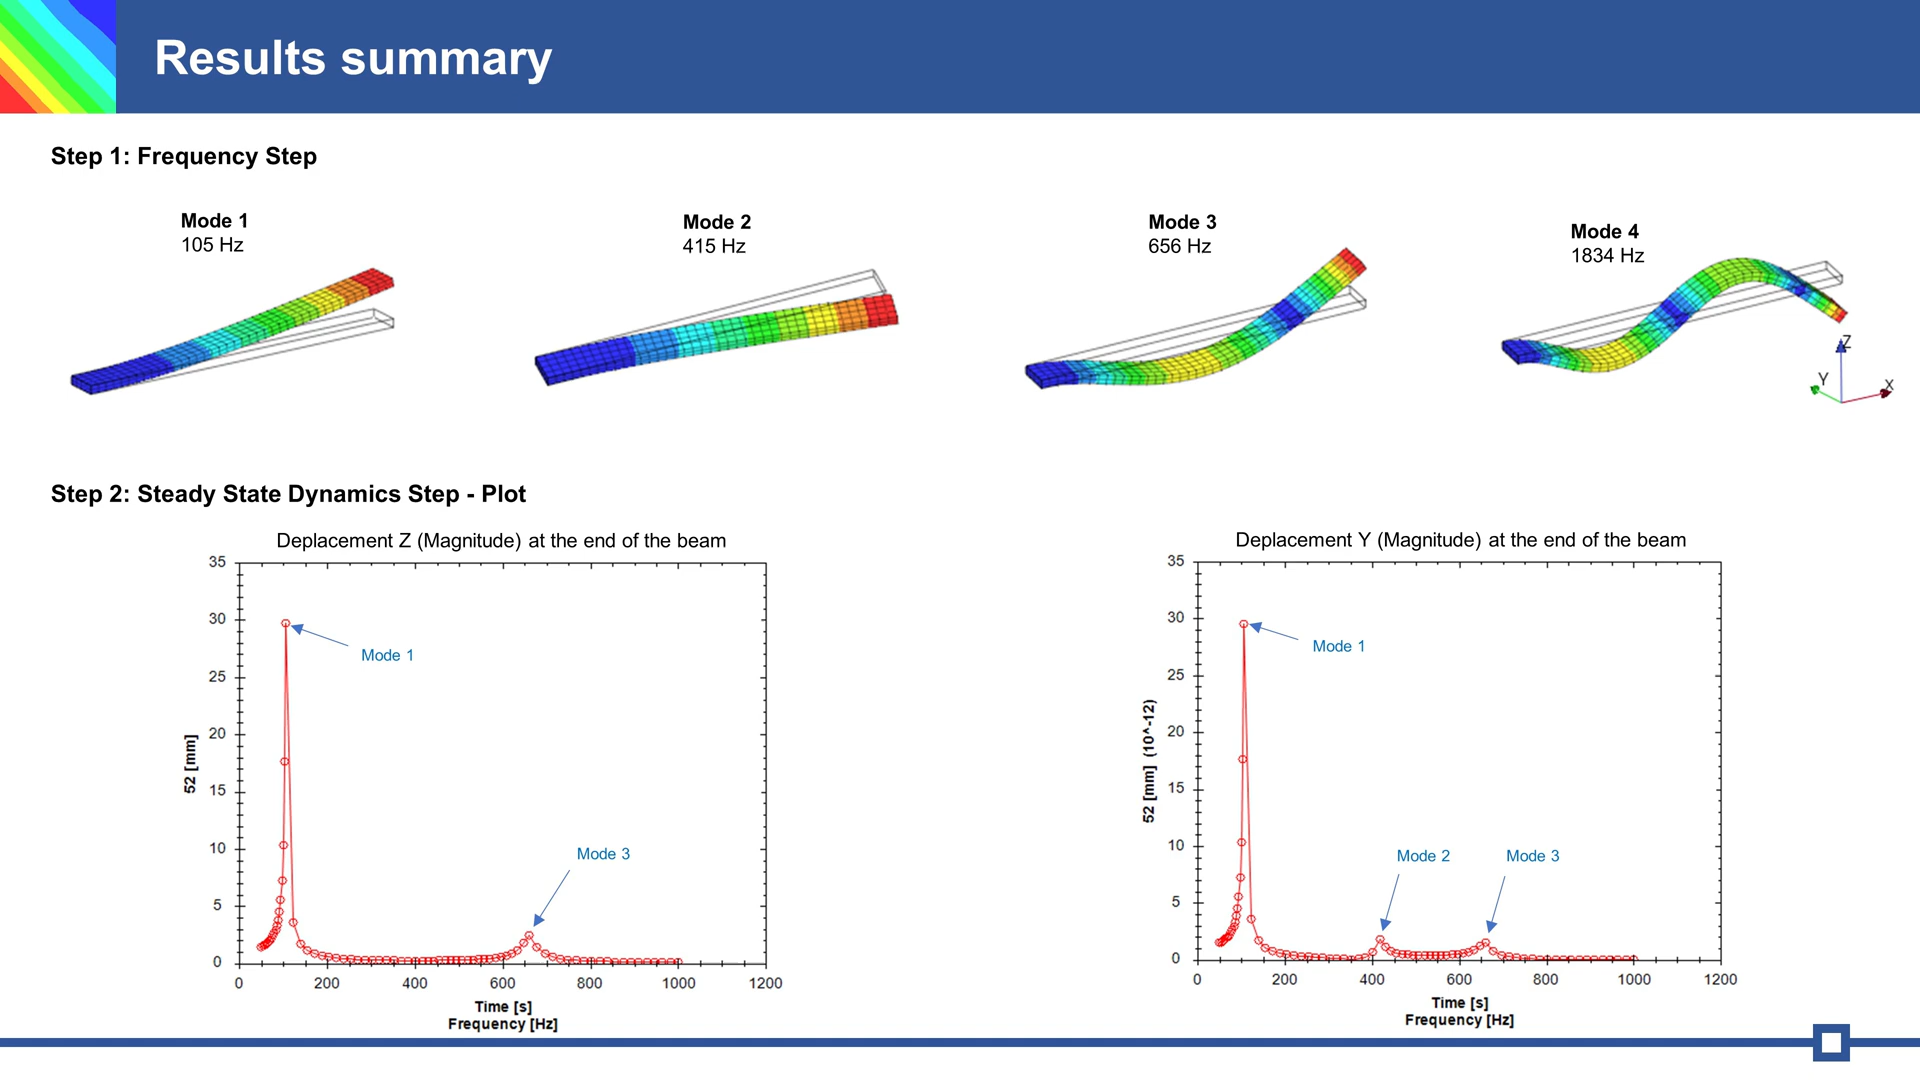 Results summary
Step 1: Frequency Step
Mode 1
105 Hz
Mode 2
415 Hz
Mode 3
656 Hz
Mode 4
1834 Hz
Z
Y
X
Step 2: Steady State Dynamics Step - Plot
Deplacement Z (Magnitude) at the end of the beam
35
30
25
20
15
10
5
0
52 [mm]
Mode 1
Mode 3
0 200 400 600 800 1000 1200
Time [s]
Frequency [Hz]
Deplacement Y (Magnitude) at the end of the beam
35
30
25
20
15
10
5
0
52 [mm] (10^-12)
Mode 1
Mode 2
Mode 3
0 200 400 600 800 1000 1200
Time [s]
Frequency [Hz]